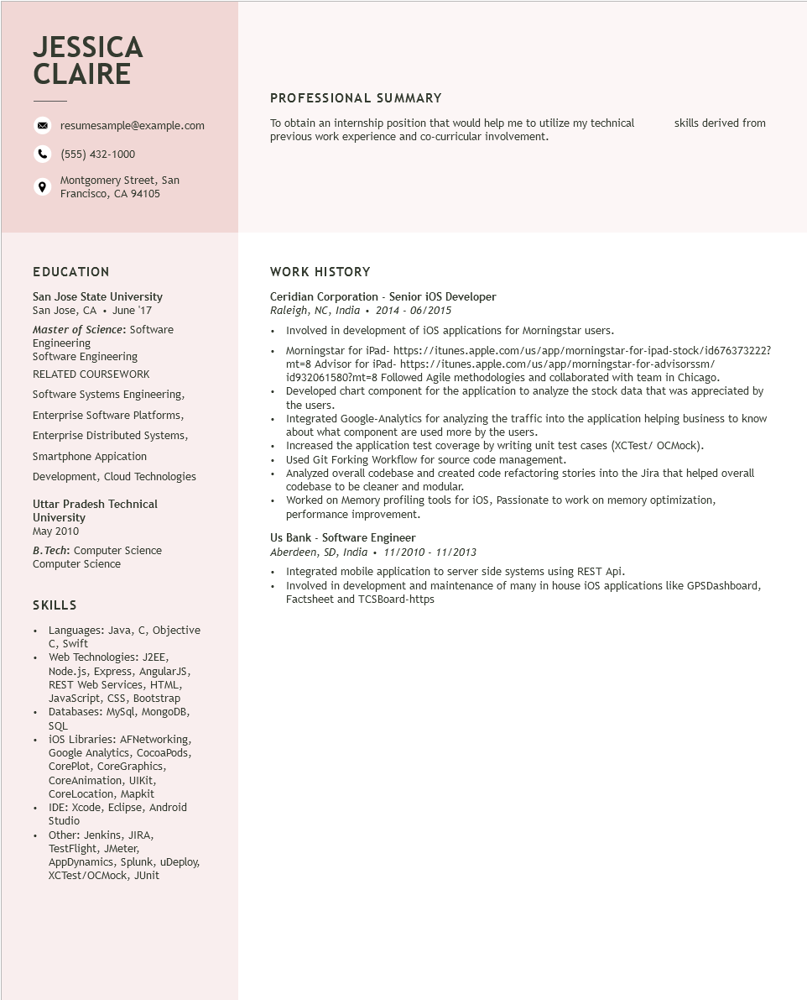 JESSICA
CLAIRE
resumesample@example.com
(555) 432-1000
Montgomery Street, San
Francisco, CA 94105
PROFESSIONAL SUMMARY
To obtain an internship position that would help me to utilize my technical skills derived from
previous work experience and co-curricular involvement.
EDUCATION
San Jose State University
San Jose, CA • June '17
Master of Science: Software
Engineering
Software Engineering
RELATED COURSEWORK
Software Systems Engineering,
Enterprise Software Platforms,
Enterprise Distributed Systems,
Smartphone Appication
Development, Cloud Technologies
Uttar Pradesh Technical
University
May 2010
B.Tech: Computer Science
Computer Science
SKILLS
• Languages: Java, C, Objective
C, Swift
• Web Technologies: J2EE,
Node.js, Express, AngularJS,
REST Web Services, HTML,
JavaScript, CSS, Bootstrap
• Databases: MySql, MongoDB,
SQL
• iOS Libraries: AFNetworking,
Google Analytics, CocoaPods,
CorePlot, CoreGraphics,
CoreAnimation, UIKit,
CoreLocation, Mapkit
• IDE: Xcode, Eclipse, Android
Studio
• Other: Jenkins, JIRA,
TestFlight, JMeter,
AppDynamics, Splunk, uDeploy,
XCTest/OCMock, JUnit
WORK HISTORY
Ceridian Corporation - Senior iOS Developer
Raleigh, NC, India • 2014 - 06/2015
• Involved in development of iOS applications for Morningstar users.
• Morningstar for iPad- https://itunes.apple.com/us/app/morningstar-for-ipad-stock/id676373222?
mt=8 Advisor for iPad- https://itunes.apple.com/us/app/morningstar-for-advisorssm/
id932061580?mt=8 Followed Agile methodologies and collaborated with team in Chicago.
• Developed chart component for the application to analyze the stock data that was appreciated by
the users.
• Integrated Google-Analytics for analyzing the traffic into the application helping business to know
about what component are used more by the users.
• Increased the application test coverage by writing unit test cases (XCTest/ OCMock).
• Used Git Forking Workflow for source code management.
• Analyzed overall codebase and created code refactoring stories into the Jira that helped overall
codebase to be cleaner and modular.
• Worked on Memory profiling tools for iOS, Passionate to work on memory optimization,
performance improvement.
Us Bank - Software Engineer
Aberdeen, SD, India • 11/2010 - 11/2013
• Integrated mobile application to server side systems using REST Api.
• Involved in development and maintenance of many in house iOS applications like GPSDashboard,
Factsheet and TCSBoard-https